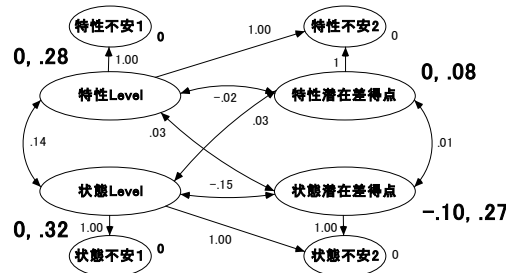 特性不安1
0
特性不安2
0
1.00
1.00
1
0, .28
0, .08
特性Level
-.02
特性潜在差得点
.14
.03
.03
.01
状態Level
-.15
状態潜在差得点
0, .32
-.10, .27
1.00
1.00
1.00
状態不安1
0
状態不安2
0